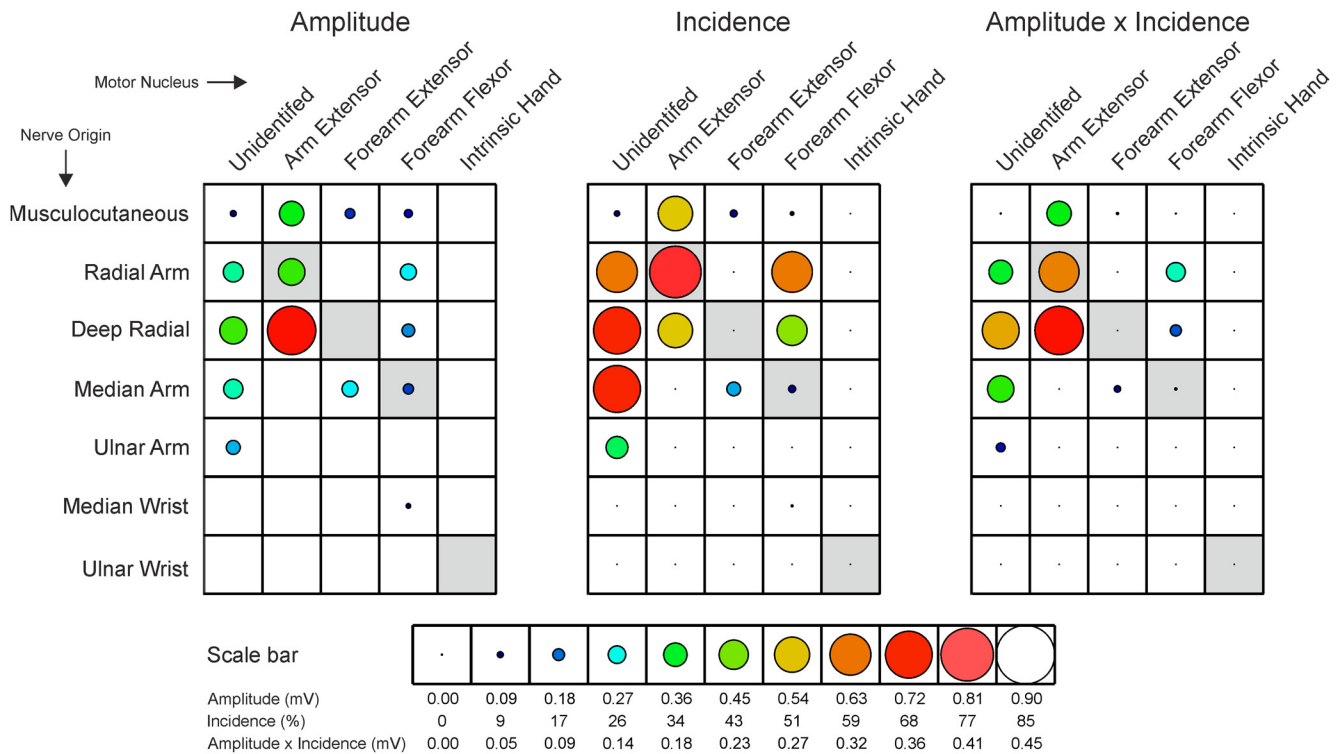 Amplitude Incidence Amplitude x Incidence
Motor Nucleus
Unidentifed Arm Extensor Forearm Extensor Forearm Flexor Intrinsic Hand Unidentifed Arm Extensor Forearm Extensor Forearm Flexor Intrinsic Hand Unidentifed Arm Extensor Forearm Extensor Forearm Flexor Intrinsic Hand
Nerve Origin
Musculocutaneous
Radial Arm
Deep Radial
Median Arm
Ulnar Arm
Median Wrist
Ulnar Wrist
Scale bar
Amplitude (mV) 0.00 0.09 0.18 0.27 0.36 0.45 0.54 0.63 0.72 0.81 0.90
Incidence (%) 0 9 17 26 34 43 51 59 68 77 85
Amplitude x Incidence (mV) 0.00 0.05 0.09 0.14 0.18 0.23 0.27 0.32 0.36 0.41 0.45